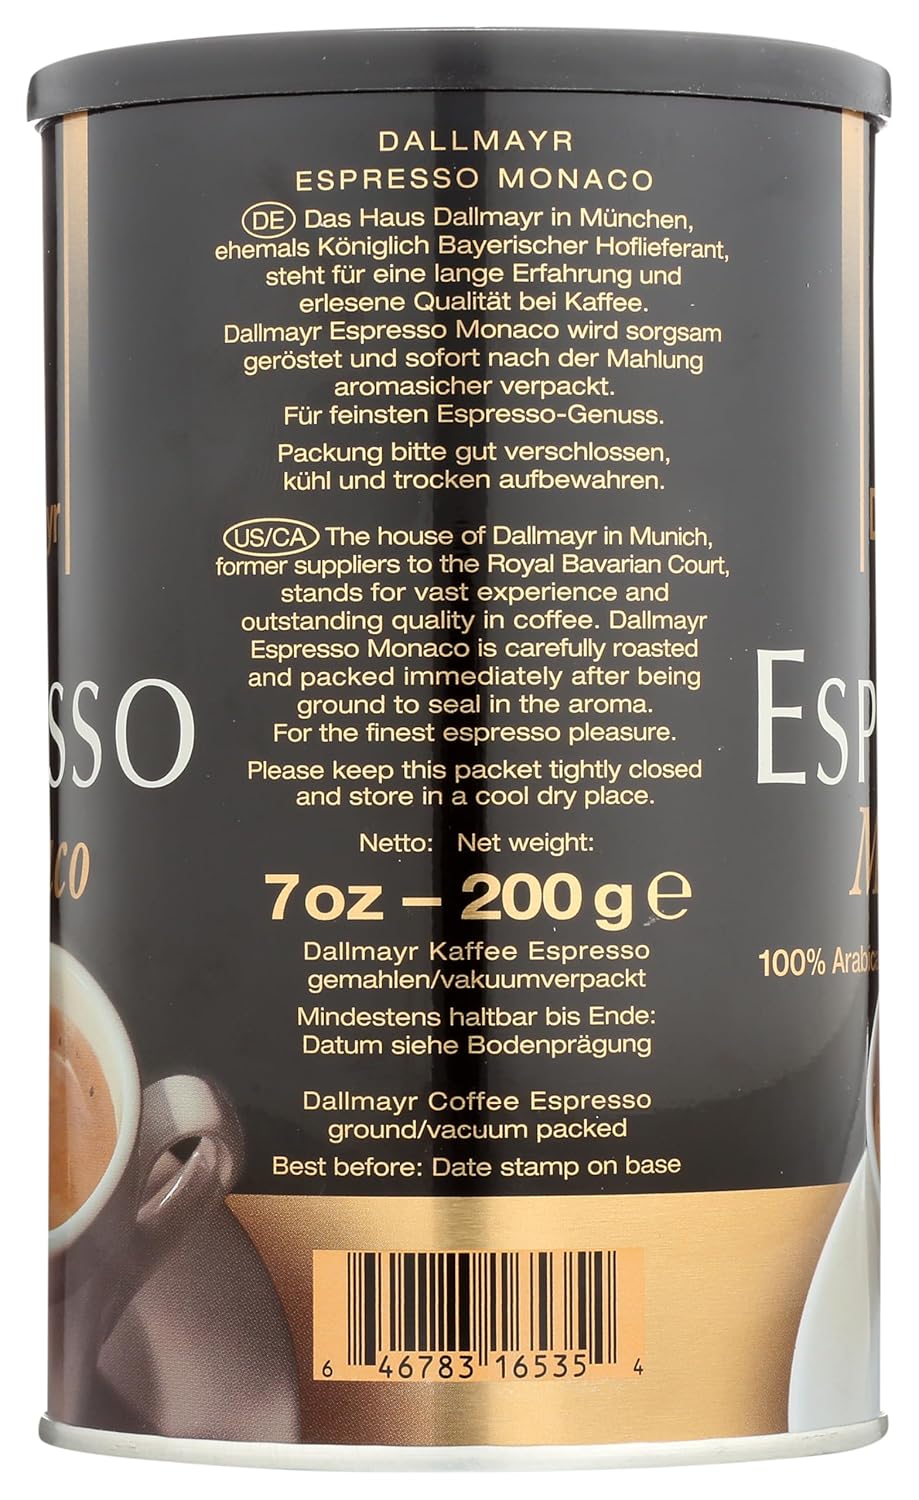 DALLMAYR
ESPRESSO MONACO
DE Das Haus Dallmayr in München,
ehemals Königlich Bayerischer Hoflieferant,
steht für eine lange Erfahrung und
erlesene Qualität bei Kaffee.
Dallmayr Espresso Monaco wird sorgsam
geröstet und sofort nach der Mahlung
aromasicher verpackt.
Für feinsten Espresso-Genuss.
Packung bitte gut verschlossen,
kühl und trocken aufbewahren.
US/CA The house of Dallmayr in Munich,
former suppliers to the Royal Bavarian Court,
stands for vast experience and
outstanding quality in coffee. Dallmayr
Espresso Monaco is carefully roasted
and packed immediately after being
ground to seal in the aroma.
For the finest espresso pleasure.
Please keep this packet tightly closed
and store in a cool dry place.
Netto: Net weight:
7oz – 200 g ℮
Dallmayr Kaffee Espresso
gemahlen/vakuumverpackt
Mindestens haltbar bis Ende:
Datum siehe Bodenprägung
Dallmayr Coffee Espresso
ground/vacuum packed
Best before: Date stamp on base
6 46783 16535 4
100%